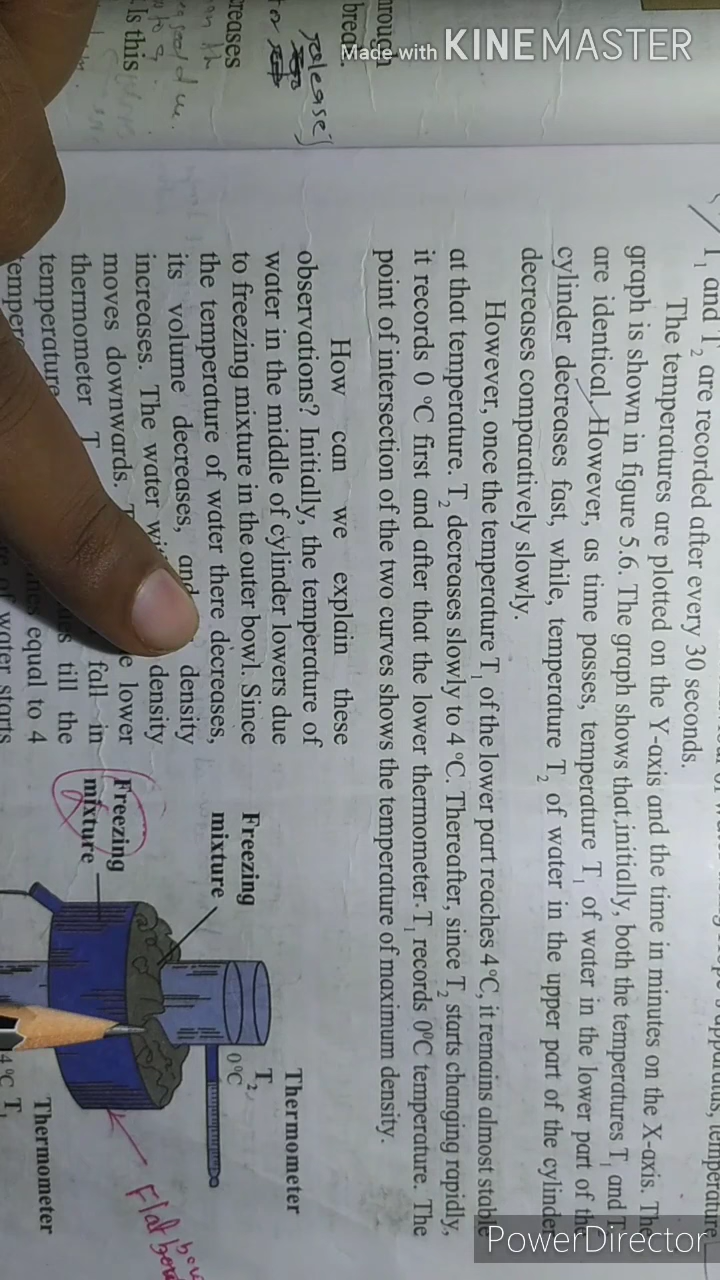 Made with KINEMASTER
T₁ and T₂ are recorded after every 30 seconds.
The temperatures are plotted on the Y-axis and the time in minutes on the X-axis. The
graph is shown in figure 5.6. The graph shows that, initially, both the temperatures T₁ and T
are identical. However, as time passes, temperature T₁ of water in the lower part of the
cylinder decreases fast, while, temperature T₂ of water in the upper part of the cylinder
decreases comparatively slowly.
However, once the temperature T₁ of the lower part reaches 4 °C, it remains almost stable
at that temperature. T₂ decreases slowly to 4 °C. Thereafter, since T₂ starts changing rapidly,
it records 0 °C first and after that the lower thermometer T₁ records 0°C temperature. The
point of intersection of the two curves shows the temperature of maximum density.
How can we explain these
observations? Initially, the temperature of
water in the middle of cylinder lowers due
to freezing mixture in the outer bowl. Since
the temperature of water there decreases,
its volume decreases, and density
increases. The water density
moves downwards. lower
thermometer T fall in
temperature till the
equal to 4
of water starts
Freezing
mixture
Freezing
mixture
Thermometer
T₂
0°C
Thermometer
4 °C T₁
Flat
creases
Is this
PowerDirector